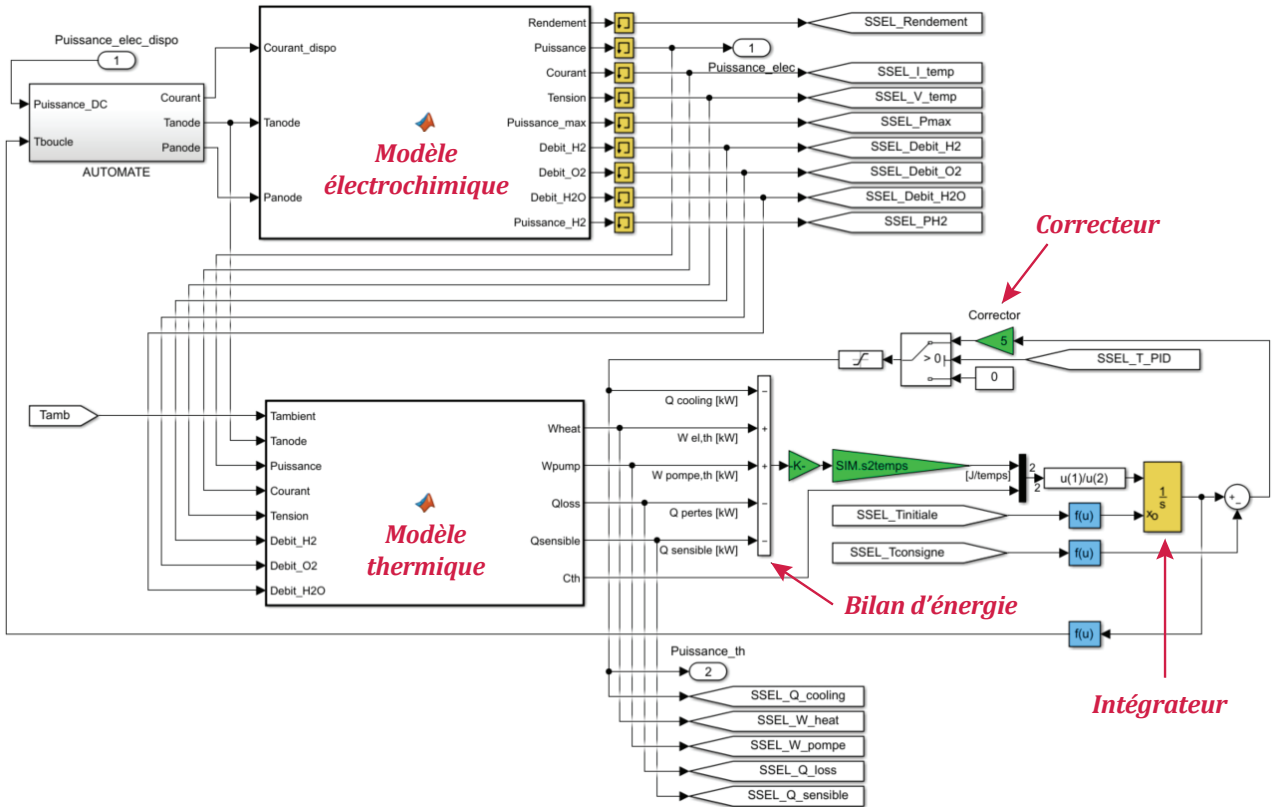 Puissance_elec_dispo
1
Puissance_DC
Tboucle
Courant
Tanode
Panode
AUTOMATE
Courant_dispo
Tanode
Panode
Modèle
électrochimique
Rendement
Puissance
Courant
Tension
Puissance_max
Debit_H2
Debit_O2
Debit_H2O
Puissance_H2
SSEL_Rendement
1
Puissance_elec
SSEL_I_temp
SSEL_V_temp
SSEL_Pmax
SSEL_Debit_H2
SSEL_Debit_O2
SSEL_Debit_H2O
SSEL_PH2
Correcteur
Corrector
5
> 0
SSEL_T_PID
0
Tamb
Tambient
Tanode
Puissance
Courant
Tension
Debit_H2
Debit_O2
Debit_H2O
Modèle
thermique
Wheat
Wpump
Qloss
Qsensible
Cth
Q cooling [kW]
W el,th [kW]
W pompe,th [kW]
Q pertes [kW]
Q sensible [kW]
−
+
+
−
−
-K-
SIM.s2temps
[J/temps]
2
2
u(1)/u(2)
1
s
xo
+
−
SSEL_Tinitiale
f(u)
SSEL_Tconsigne
f(u)
f(u)
Bilan d'énergie
Intégrateur
Puissance_th
2
SSEL_Q_cooling
SSEL_W_heat
SSEL_W_pompe
SSEL_Q_loss
SSEL_Q_sensible